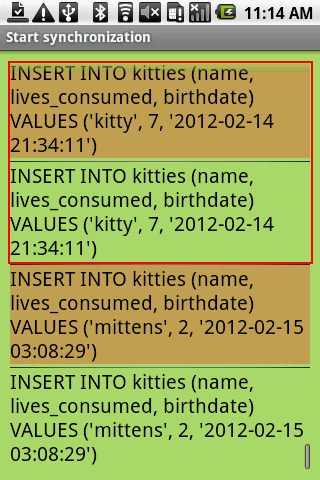 11:14 AM
Start synchronization
INSERT INTO kitties (name,
lives_consumed, birthdate)
VALUES ('kitty', 7, '2012-02-14
21:34:11')
INSERT INTO kitties (name,
lives_consumed, birthdate)
VALUES ('kitty', 7, '2012-02-14
21:34:11')
INSERT INTO kitties (name,
lives_consumed, birthdate)
VALUES ('mittens', 2, '2012-02-15
03:08:29')
INSERT INTO kitties (name,
lives_consumed, birthdate)
VALUES ('mittens', 2, '2012-02-15
03:08:29')